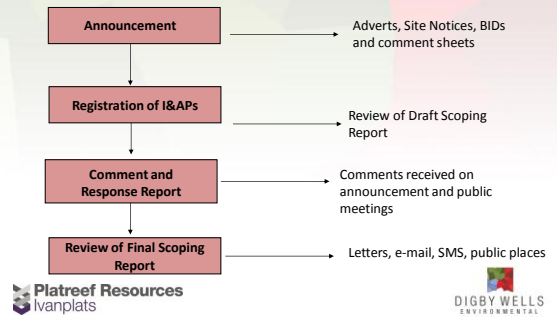 Announcement
Adverts, Site Notices, BIDs
and comment sheets
Registration of I&APs
Review of Draft Scoping
Report
Comment and
Response Report
Comments received on
announcement and public
meetings
Review of Final Scoping
Report
Letters, e-mail, SMS, public places
Platreef Resources
Ivanplats
DIGBY WELLS
ENVIRONMENTAL